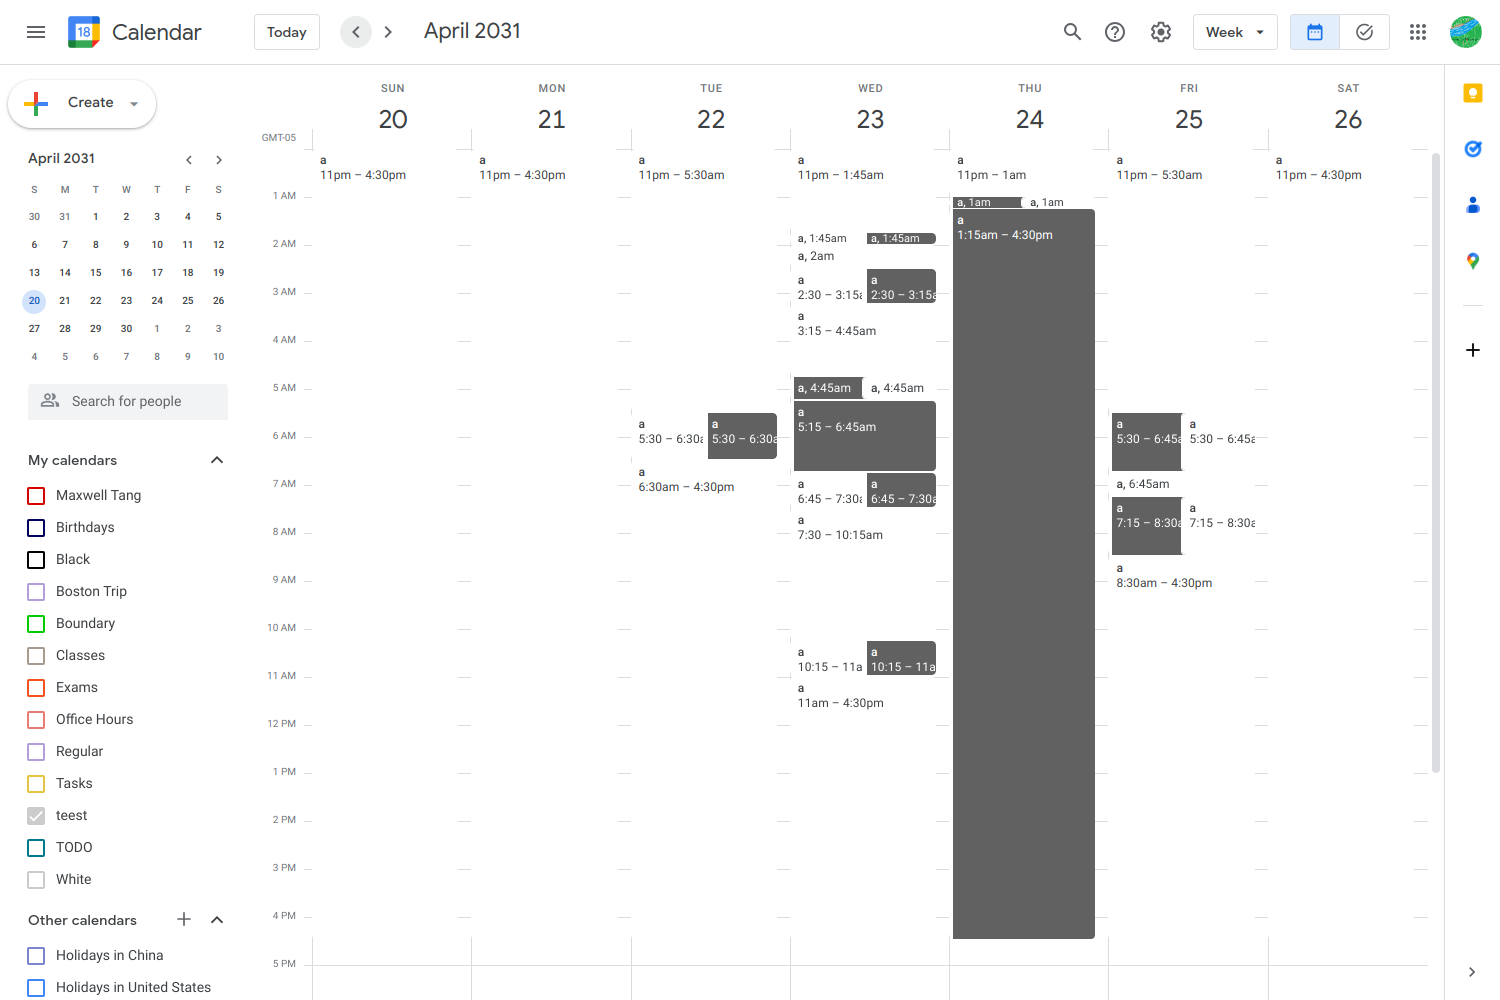 18 Calendar
Today
April 2031
Week
Create
SUN MON TUE WED THU FRI SAT
20 21 22 23 24 25 26
GMT-05
April 2031
S M T W T F S
30 31 1 2 3 4 5
6 7 8 9 10 11 12
13 14 15 16 17 18 19
20 21 22 23 24 25 26
27 28 29 30 1 2 3
4 5 6 7 8 9 10
Search for people
My calendars
Maxwell Tang
Birthdays
Black
Boston Trip
Boundary
Classes
Exams
Office Hours
Regular
Tasks
teest
TODO
White
Other calendars
Holidays in China
Holidays in United States
1 AM
2 AM
3 AM
4 AM
5 AM
6 AM
7 AM
8 AM
9 AM
10 AM
11 AM
12 PM
1 PM
2 PM
3 PM
4 PM
5 PM
a
11pm – 4:30pm
a
11pm – 4:30pm
a
11pm – 5:30am
a
5:30 – 6:30a
a
5:30 – 6:30a
a
6:30am – 4:30pm
a
11pm – 1:45am
a, 1:45am
a, 1:45am
a, 2am
a
2:30 – 3:15a
a
2:30 – 3:15a
a
3:15 – 4:45am
a, 4:45am
a, 4:45am
a
5:15 – 6:45am
a
6:45 – 7:30a
a
6:45 – 7:30a
a
7:30 – 10:15am
a
10:15 – 11a
a
10:15 – 11a
a
11am – 4:30pm
a
11pm – 1am
a, 1am
a, 1am
a
1:15am – 4:30pm
a
11pm – 5:30am
a
5:30 – 6:45a
a
5:30 – 6:45a
a, 6:45am
a
7:15 – 8:30a
a
7:15 – 8:30a
a
8:30am – 4:30pm
a
11pm – 4:30pm